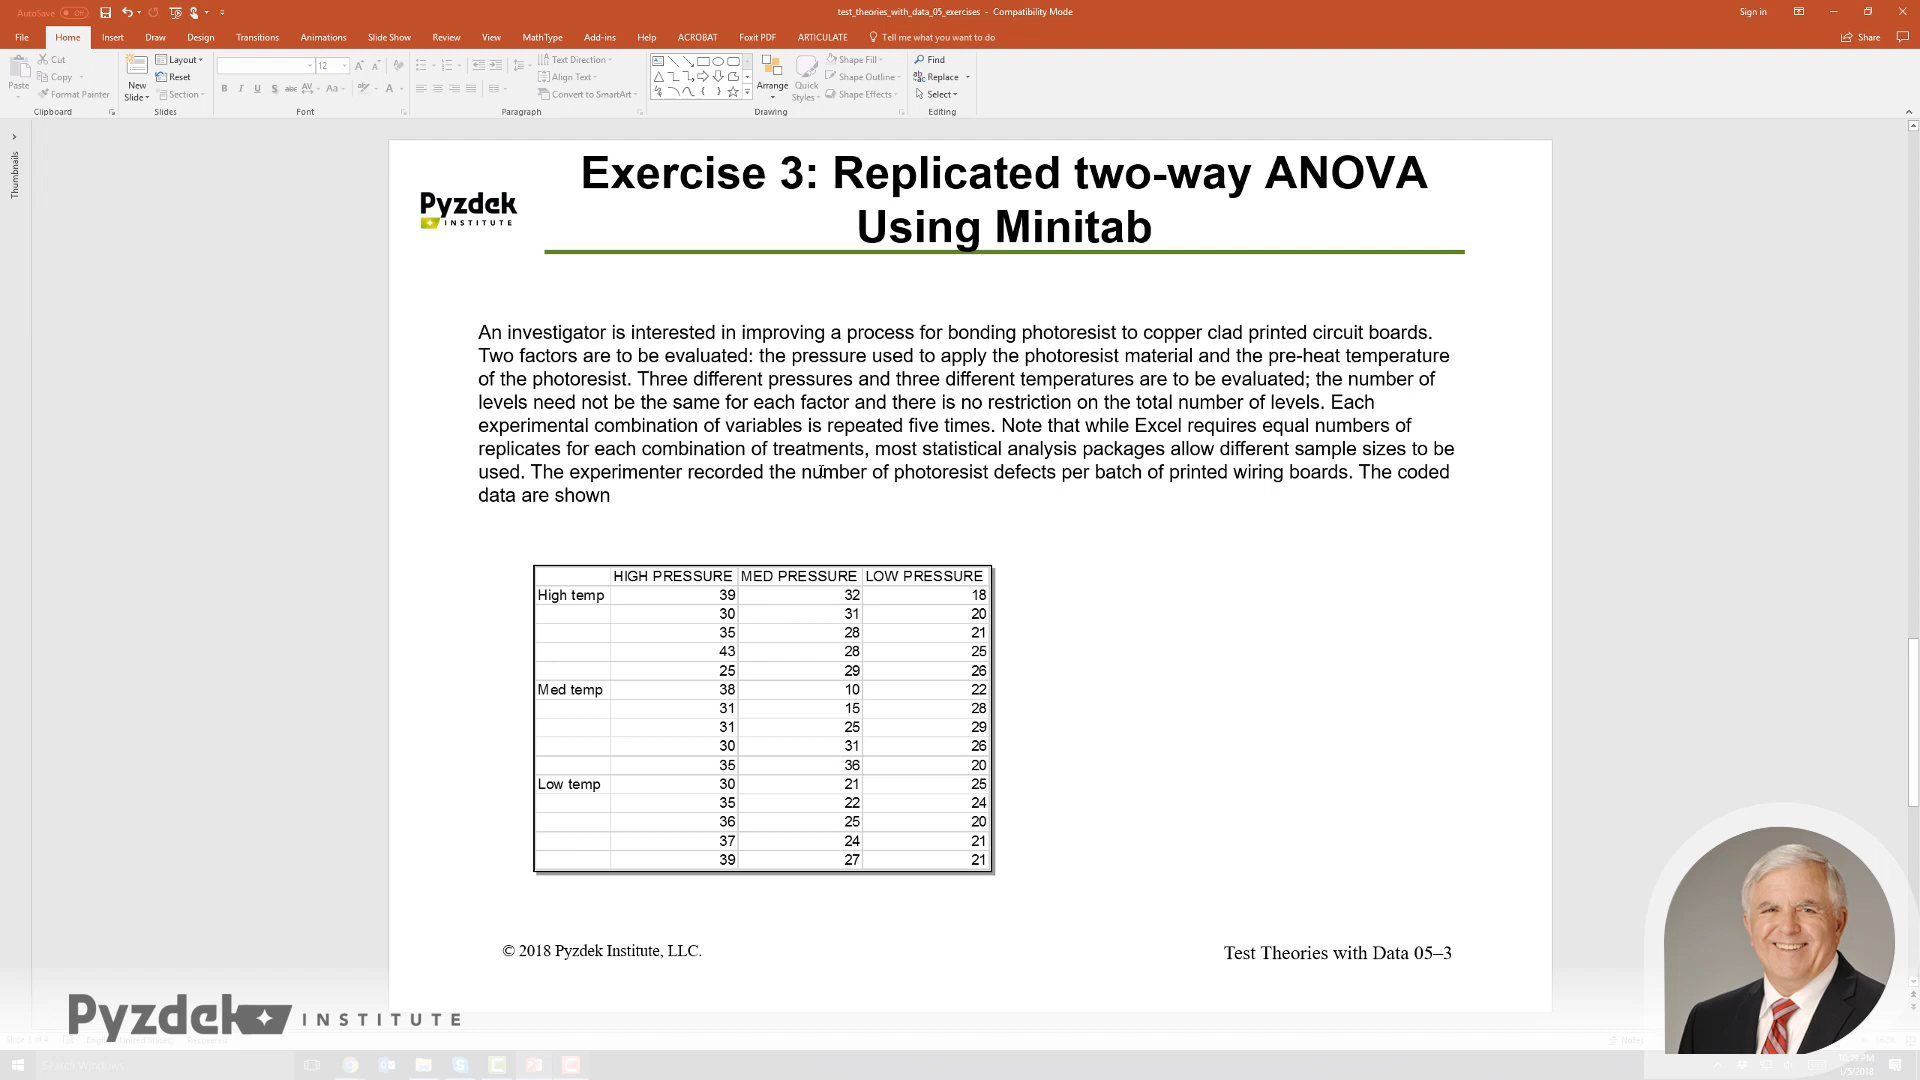 AutoSave Off
test_theories_with_data_05_exercises - Compatibility Mode
Sign in
File Home Insert Draw Design Transitions Animations Slide Show Review View MathType Add-ins Help ACROBAT Foxit PDF ARTICULATE Tell me what you want to do Share
Paste
Cut
Copy
Format Painter
Clipboard
New
Slide
Layout
Reset
Section
Slides
12
Font
Text Direction
Align Text
Convert to SmartArt
Paragraph
Arrange
Quick
Styles
Shape Fill
Shape Outline
Shape Effects
Drawing
Find
Replace
Select
Editing
Thumbnails
Pyzdek
INSTITUTE
Exercise 3: Replicated two-way ANOVA
Using Minitab
An investigator is interested in improving a process for bonding photoresist to copper clad printed circuit boards.
Two factors are to be evaluated: the pressure used to apply the photoresist material and the pre-heat temperature
of the photoresist. Three different pressures and three different temperatures are to be evaluated; the number of
levels need not be the same for each factor and there is no restriction on the total number of levels. Each
experimental combination of variables is repeated five times. Note that while Excel requires equal numbers of
replicates for each combination of treatments, most statistical analysis packages allow different sample sizes to be
used. The experimenter recorded the number of photoresist defects per batch of printed wiring boards. The coded
data are shown
HIGH PRESSURE MED PRESSURE LOW PRESSURE
High temp 39 32 18
30 31 20
35 28 21
43 28 25
25 29 26
Med temp 38 10 22
31 15 28
31 25 29
30 31 26
35 36 20
Low temp 30 21 25
35 22 24
36 25 20
37 24 21
39 27 21
© 2018 Pyzdek Institute, LLC.
Test Theories with Data 05–3
Pyzdek INSTITUTE
1/5/2018